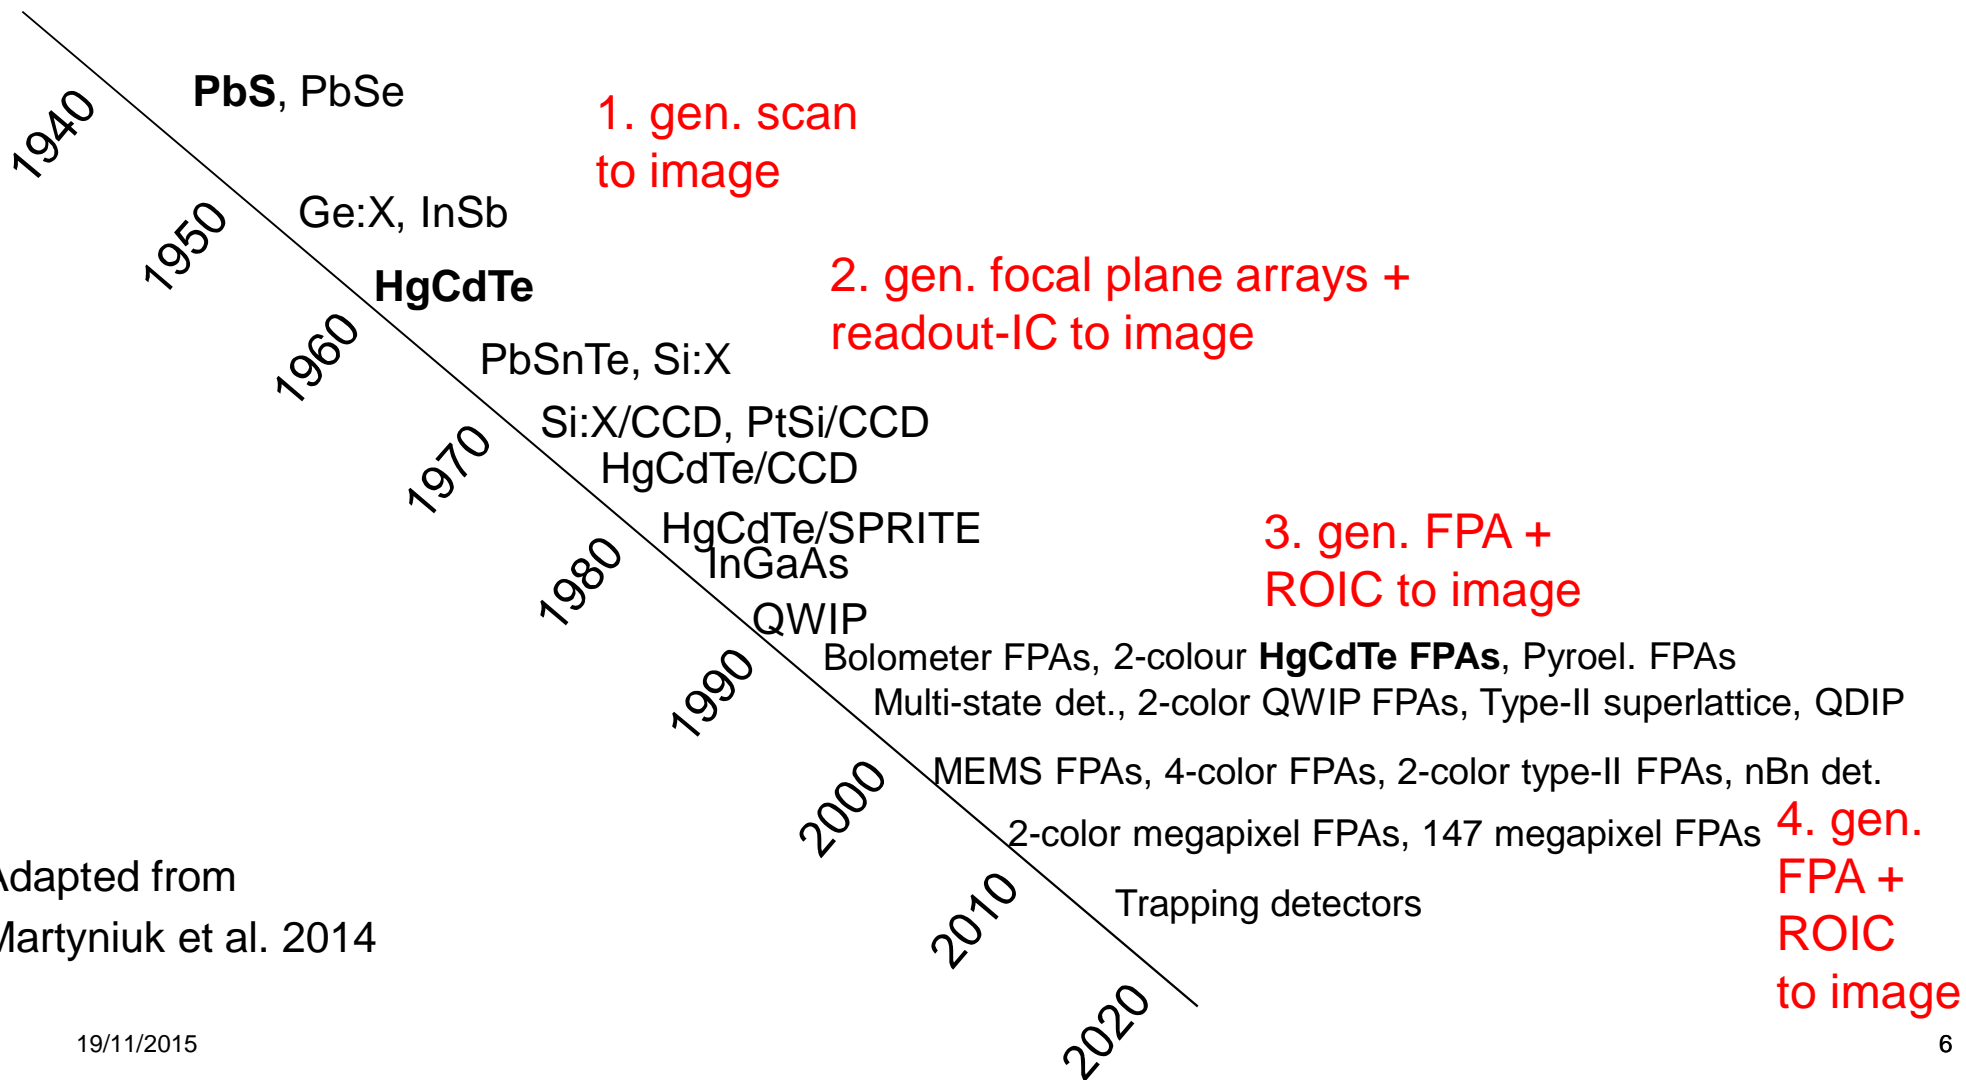 1940
PbS, PbSe
1. gen. scan
to image
1950
Ge:X, InSb
HgCdTe
2. gen. focal plane arrays +
readout-IC to image
1960
PbSnTe, Si:X
Si:X/CCD, PtSi/CCD
1970
HgCdTe/CCD
HgCdTe/SPRITE
InGaAs
3. gen. FPA +
ROIC to image
1980
QWIP
Bolometer FPAs, 2-colour HgCdTe FPAs, Pyroel. FPAs
1990
Multi-state det., 2-color QWIP FPAs, Type-II superlattice, QDIP
MEMS FPAs, 4-color FPAs, 2-color type-II FPAs, nBn det.
2000
2-color megapixel FPAs, 147 megapixel FPAs
4. gen.
FPA +
ROIC
to image
2010
Trapping detectors
2020
Adapted from
Martyniuk et al. 2014
19/11/2015
6